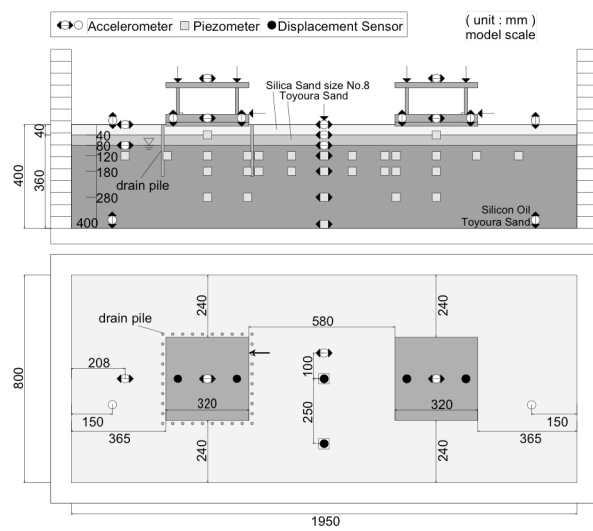 Accelerometer Piezometer Displacement Sensor
( unit : mm )
model scale
Silica Sand size No.8
Toyoura Sand
40
400
360
40
80
120
180
280
400
drain pile
Silicon Oil
Toyoura Sand
drain pile
240
580
240
208
100
800
320
250
320
150
150
365
240
240
365
1950